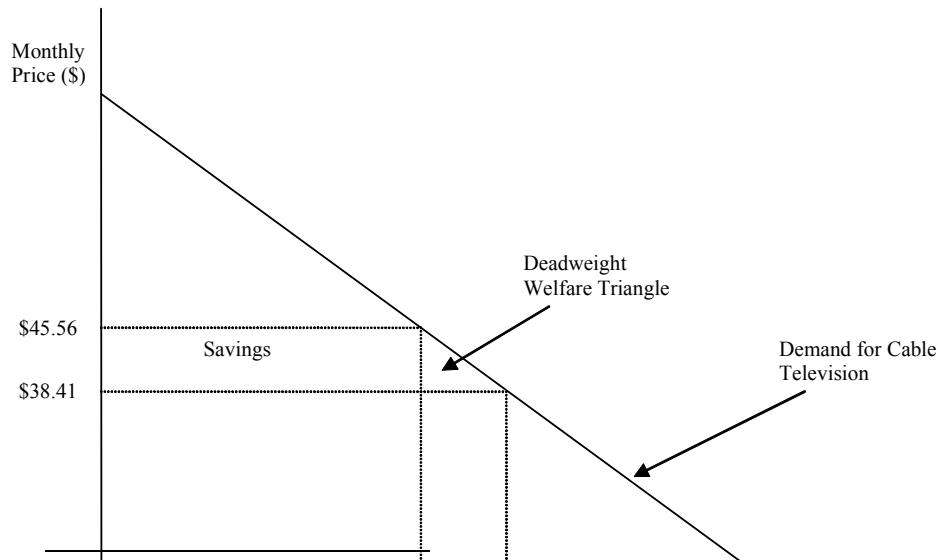 Monthly
Price ($)
Deadweight
Welfare Triangle
$45.56
Savings
Demand for Cable
Television
$38.41